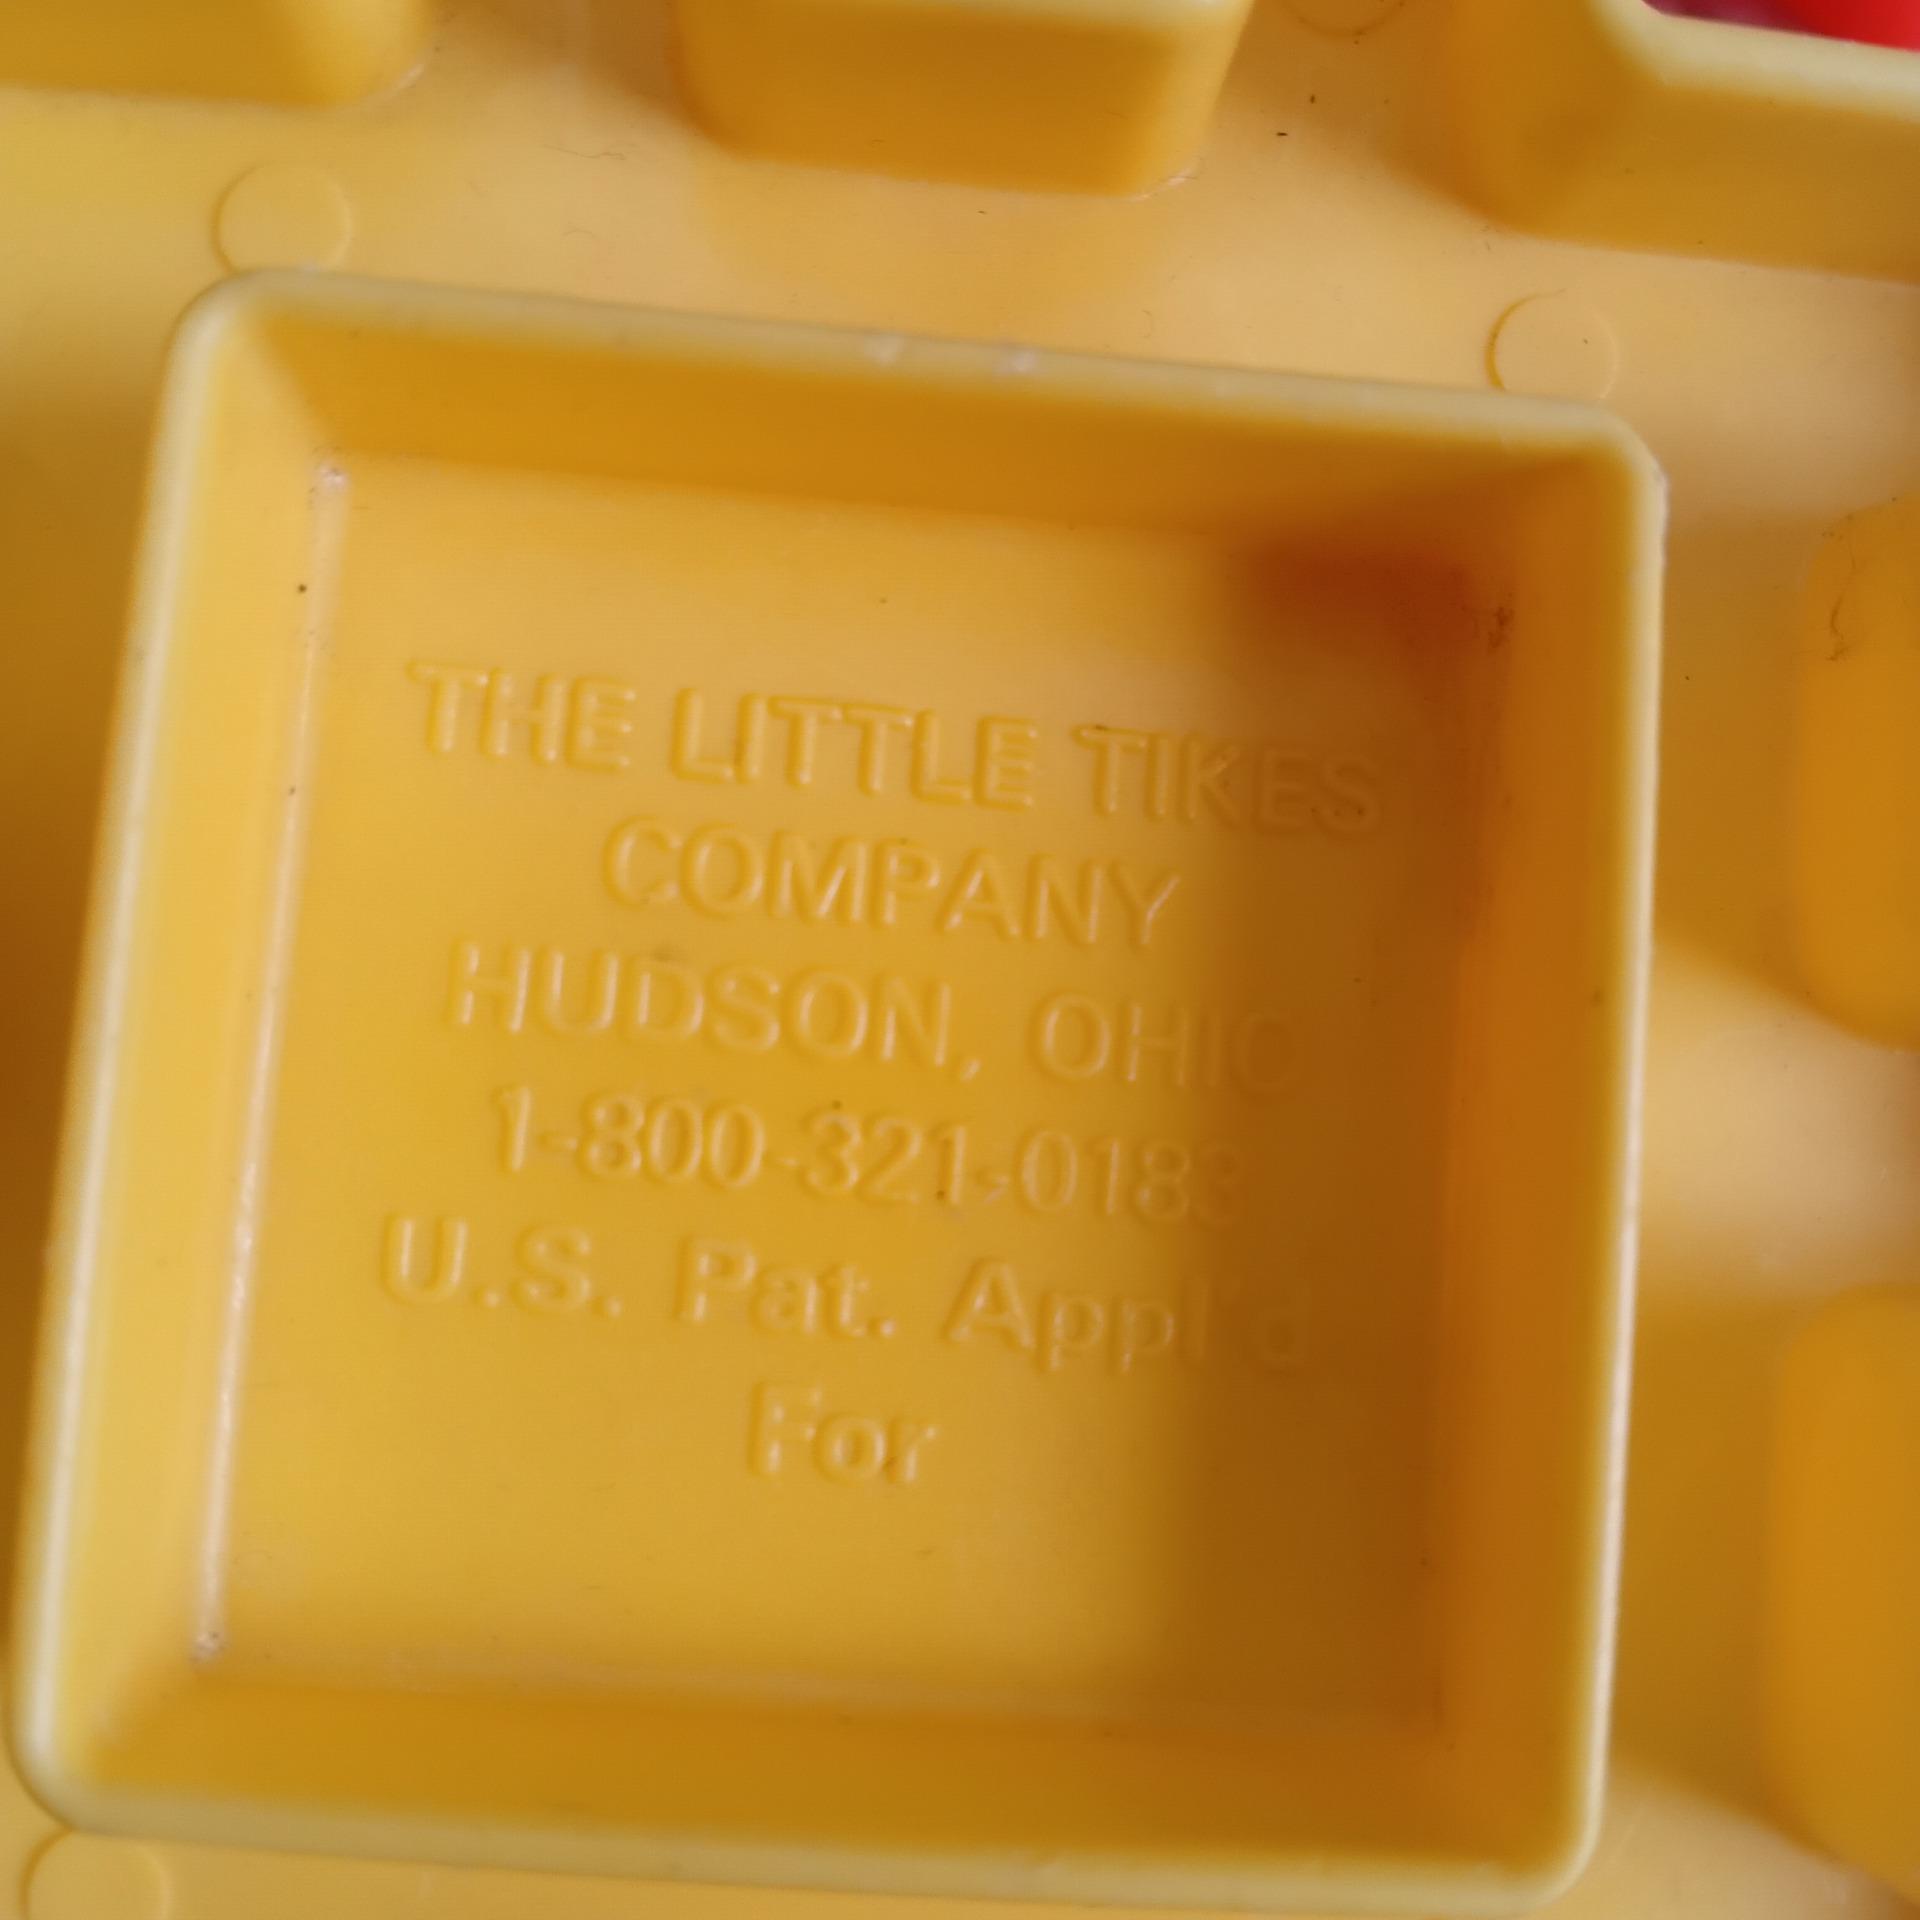 THE LITTLE TIKES
COMPANY
HUDSON, OHIO
1-800-321-0183
U.S. Pat. Appl'd
For